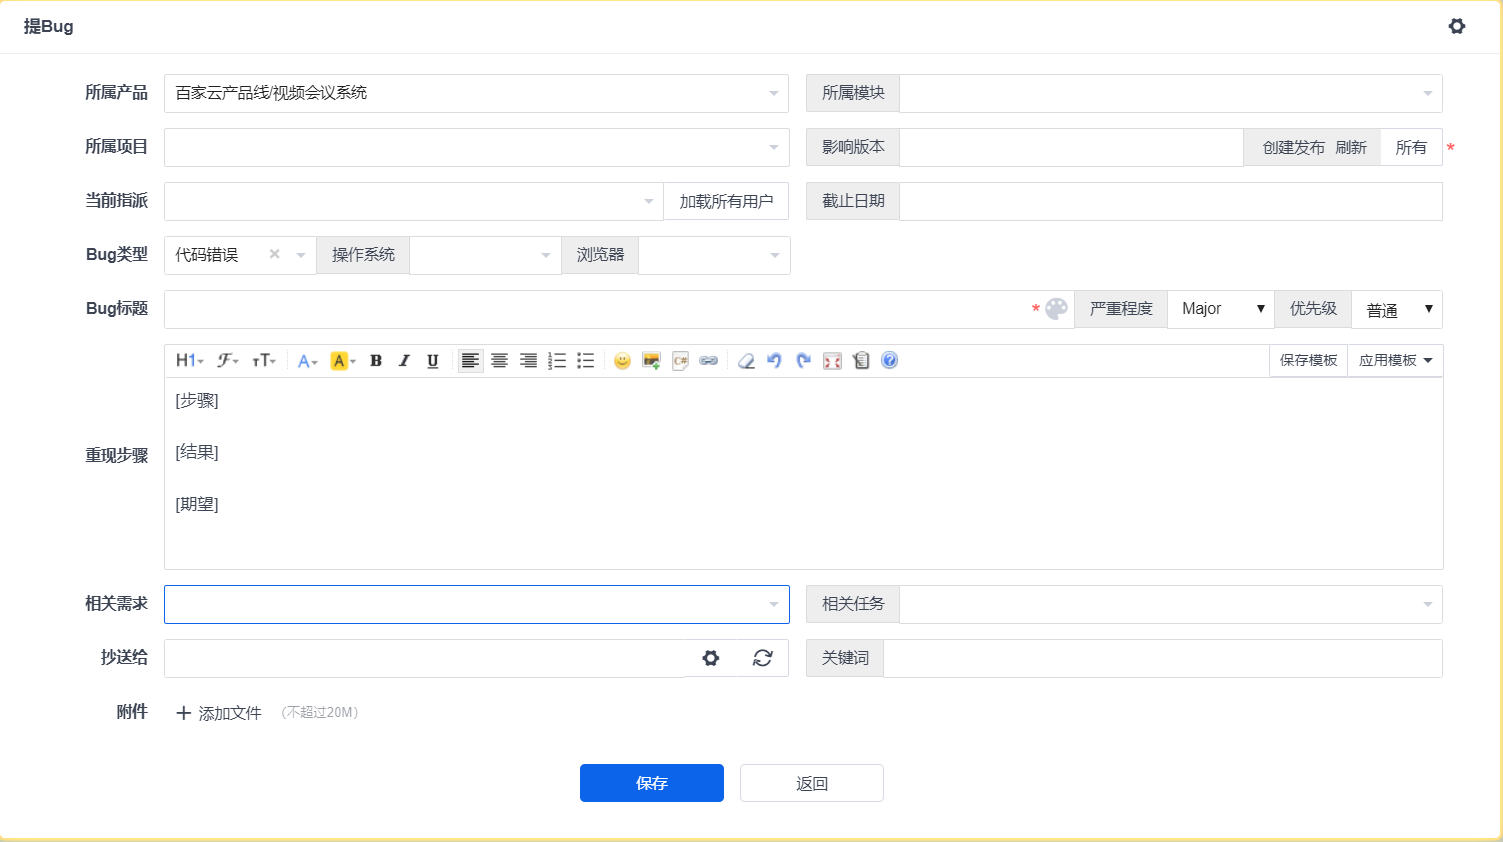 提Bug
所属产品 百家云产品线/视频会议系统 所属模块
所属项目 影响版本 创建发布 刷新 所有 *
当前指派 加载所有用户 截止日期
Bug类型 代码错误 × 操作系统 浏览器
Bug标题 * 严重程度 Major 优先级 普通
H1 ℱ тT A A B I U C# 保存模板 应用模板
[步骤]
[结果]
重现步骤
[期望]
相关需求 相关任务
抄送给 关键词
附件 + 添加文件 (不超过20M)
保存 返回